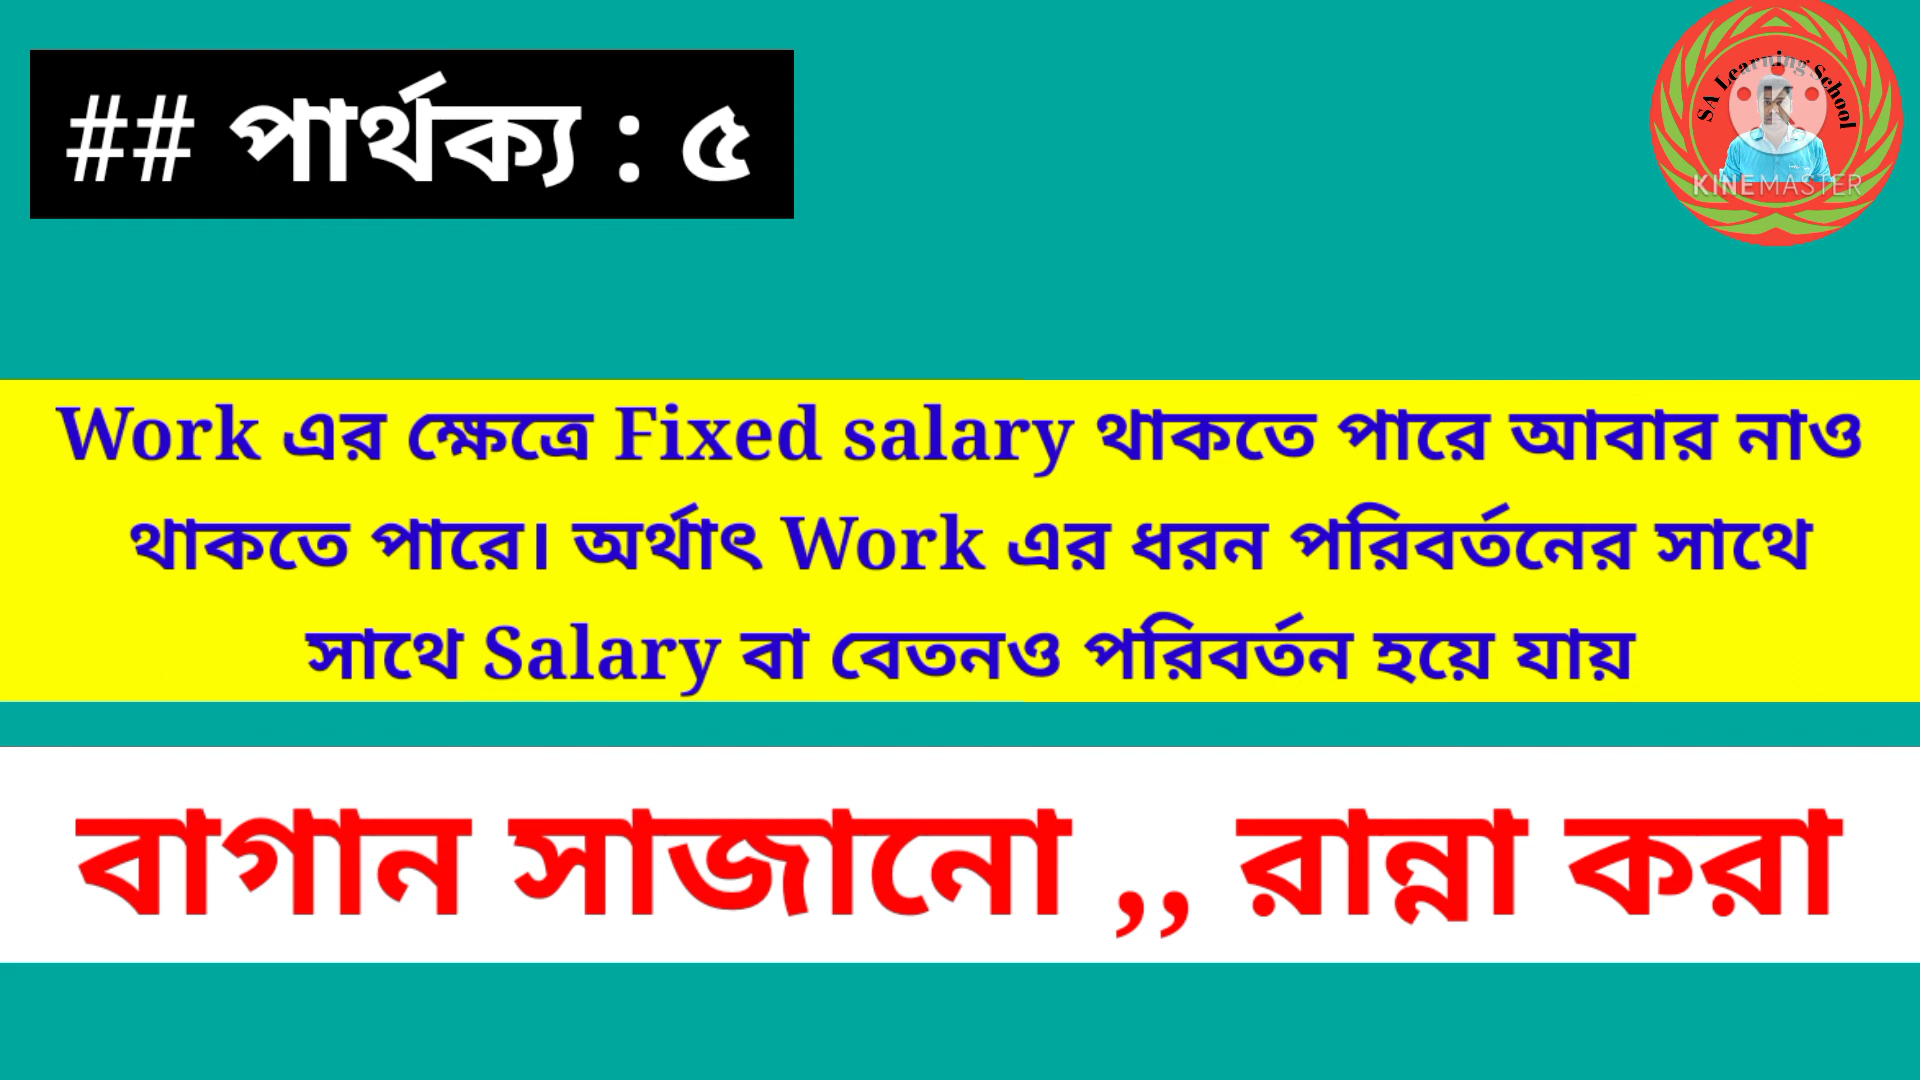 ## পার্থক্য : ৫
SA Learning School
KINEMASTER
Work এর ক্ষেত্রে Fixed salary থাকতে পারে আবার নাও
থাকতে পারে। অর্থাৎ Work এর ধরন পরিবর্তনের সাথে
সাথে Salary বা বেতনও পরিবর্তন হয়ে যায়
বাগান সাজানো ,, রান্না করা